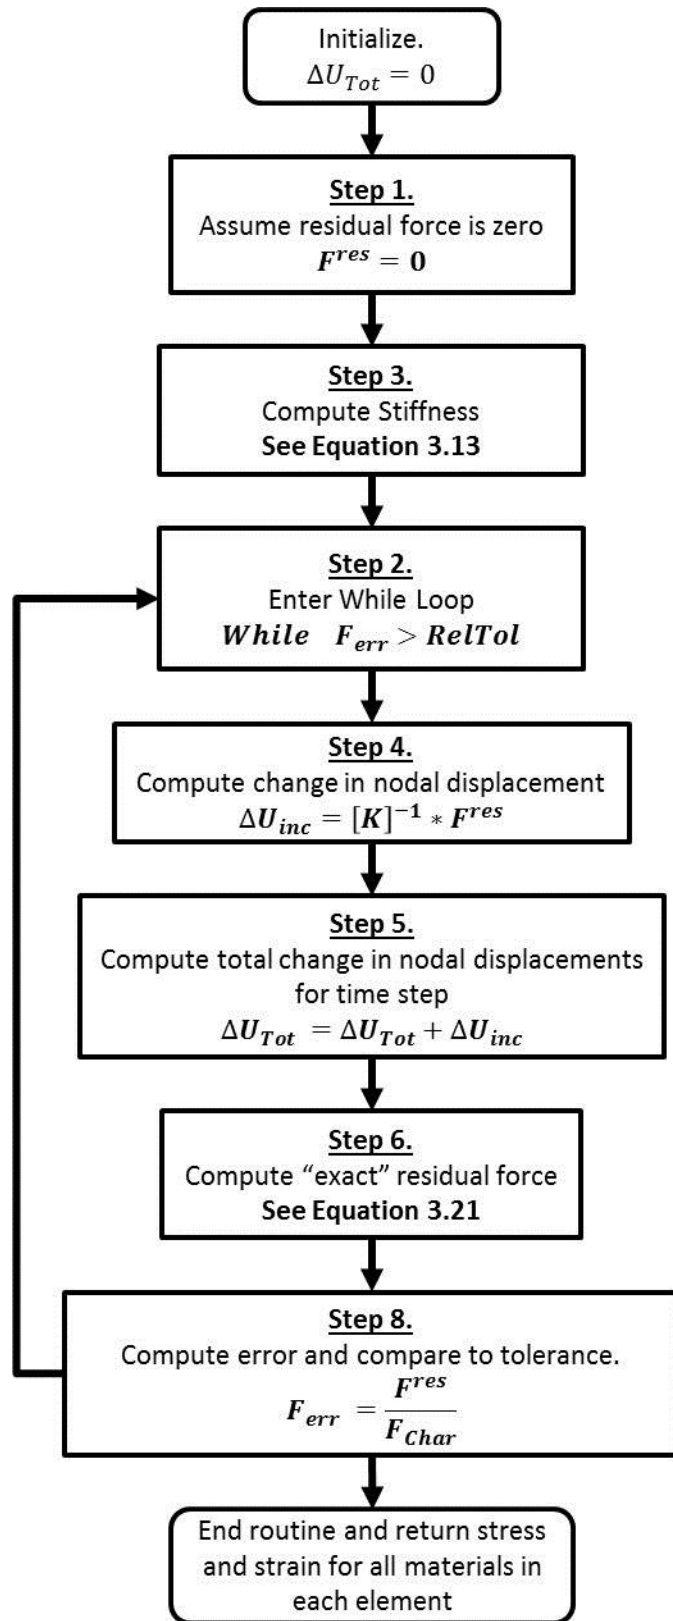 Initialize.
ΔU_Tot = 0
Step 1.
Assume residual force is zero
F^res = 0
Step 3.
Compute Stiffness
See Equation 3.13
Step 2.
Enter While Loop
While F_err > RelTol
Step 4.
Compute change in nodal displacement
ΔU_inc = [K]^−1 * F^res
Step 5.
Compute total change in nodal displacements
for time step
ΔU_Tot = ΔU_Tot + ΔU_inc
Step 6.
Compute “exact” residual force
See Equation 3.21
Step 8.
Compute error and compare to tolerance.
F_err = F^res / F_Char
End routine and return stress
and strain for all materials in
each element